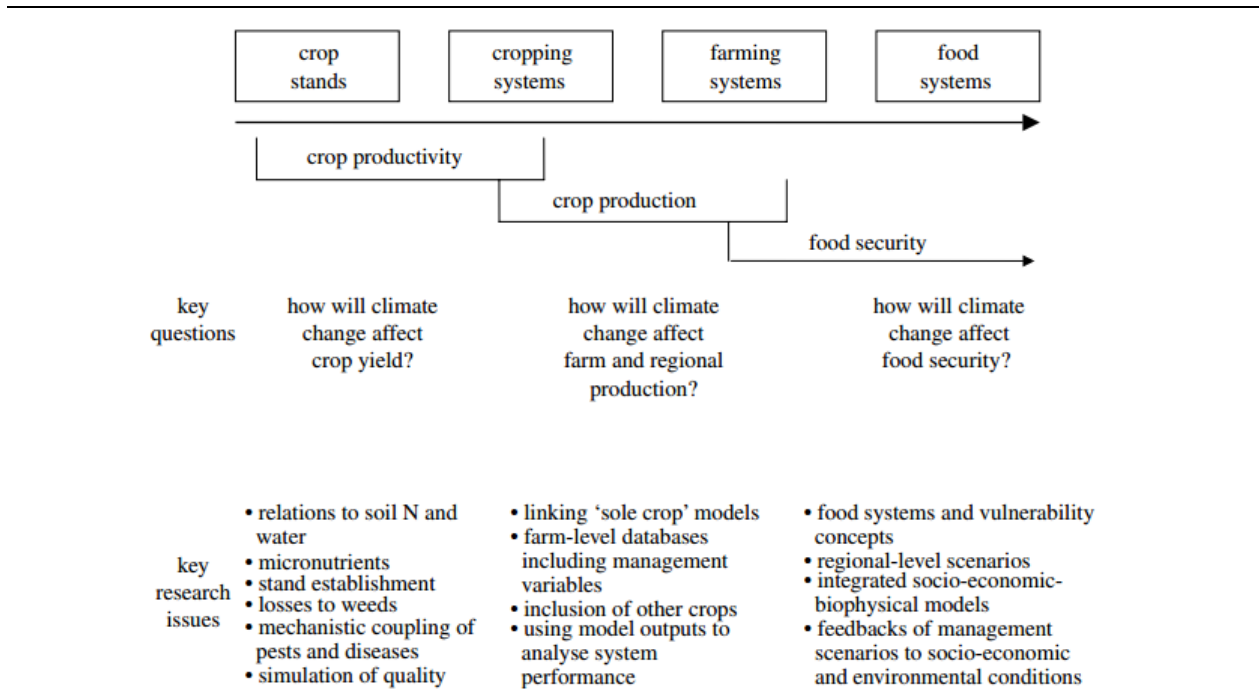 crop
stands
cropping
systems
farming
systems
food
systems
crop productivity
crop production
food security
key
questions
how will climate
change affect
crop yield?
how will climate
change affect
farm and regional
production?
how will climate
change affect
food security?
key
research
issues
• relations to soil N and
water
• micronutrients
• stand establishment
• losses to weeds
• mechanistic coupling of
pests and diseases
• simulation of quality
• linking ‘sole crop’ models
• farm-level databases
including management
variables
• inclusion of other crops
• using model outputs to
analyse system
performance
• food systems and vulnerability
concepts
• regional-level scenarios
• integrated socio-economic-
biophysical models
• feedbacks of management
scenarios to socio-economic
and environmental conditions